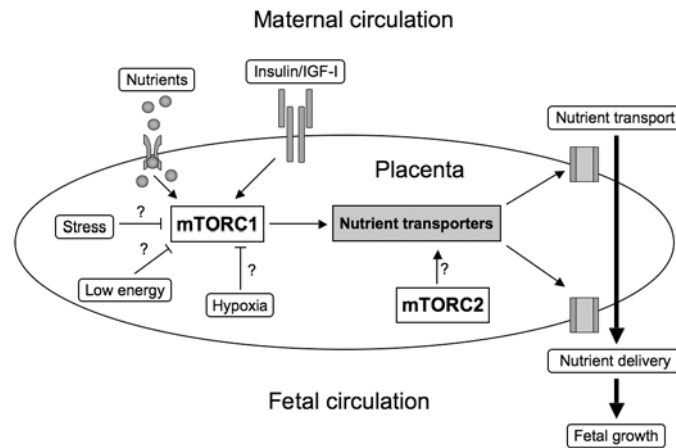 Maternal circulation
Nutrients
Insulin/IGF-I
Nutrient transport
Placenta
Stress
?
mTORC1
Nutrient transporters
?
Low energy
?
Hypoxia
?
mTORC2
Nutrient delivery
Fetal circulation
Fetal growth